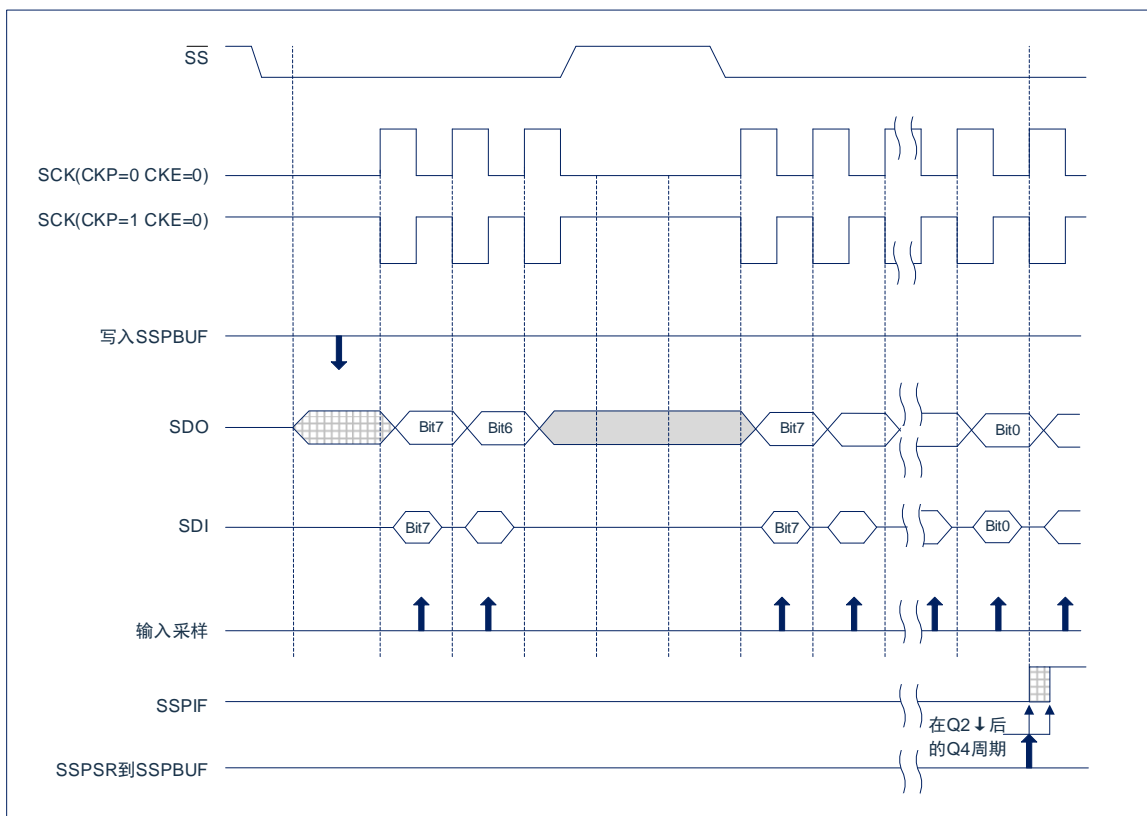 SS
SCK(CKP=0 CKE=0)
SCK(CKP=1 CKE=0)
写入SSPBUF
SDO
Bit7
Bit6
Bit7
Bit0
SDI
Bit7
Bit7
Bit0
输入采样
SSPIF
在Q2↓后
的Q4周期
SSPSR到SSPBUF